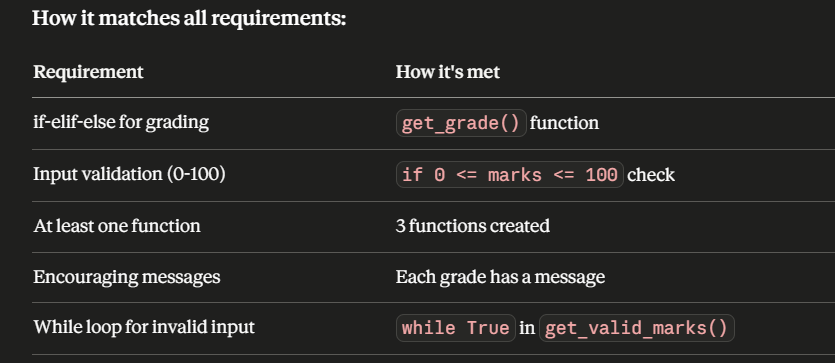 How it matches all requirements:
Requirement How it's met
if-elif-else for grading get_grade() function
Input validation (0-100) if 0 <= marks <= 100 check
At least one function 3 functions created
Encouraging messages Each grade has a message
While loop for invalid input while True in get_valid_marks()